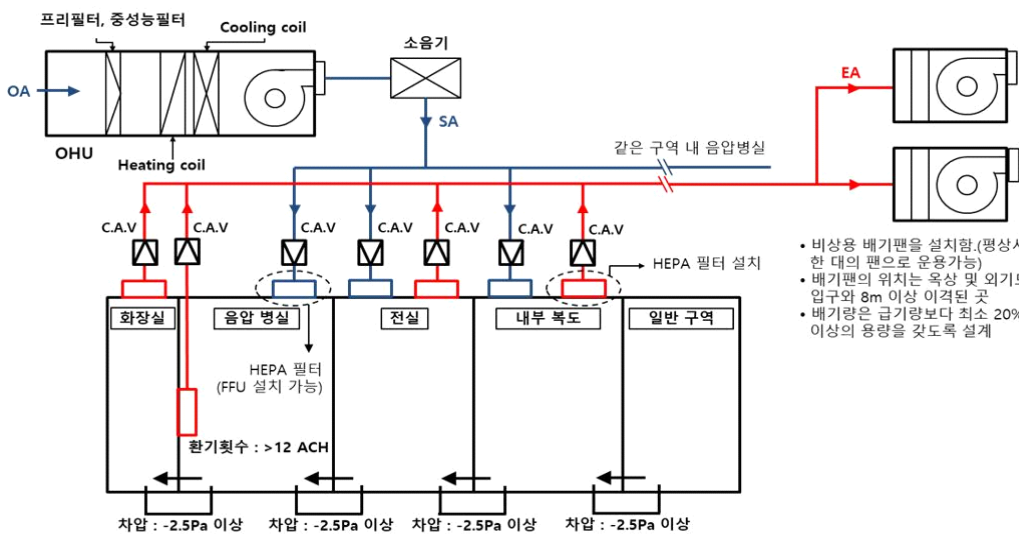 프리필터, 중성능필터
Cooling coil
소음기
EA
OA
SA
OHU
Heating coil
같은 구역 내 음압병실
C.A.V
C.A.V
C.A.V
C.A.V
C.A.V
C.A.V
C.A.V
HEPA 필터 설치
• 비상용 배기팬을 설치함.(평상시
한 대의 팬으로 운용가능)
• 배기팬의 위치는 옥상 및 외기도
입구와 8m 이상 이격된 곳
• 배기량은 급기량보다 최소 20%
이상의 용량을 갖도록 설계
화장실
음압 병실
전실
내부 복도
일반 구역
HEPA 필터
(FFU 설치 가능)
환기횟수 : >12 ACH
차압 : -2.5Pa 이상
차압 : -2.5Pa 이상
차압 : -2.5Pa 이상
차압 : -2.5Pa 이상